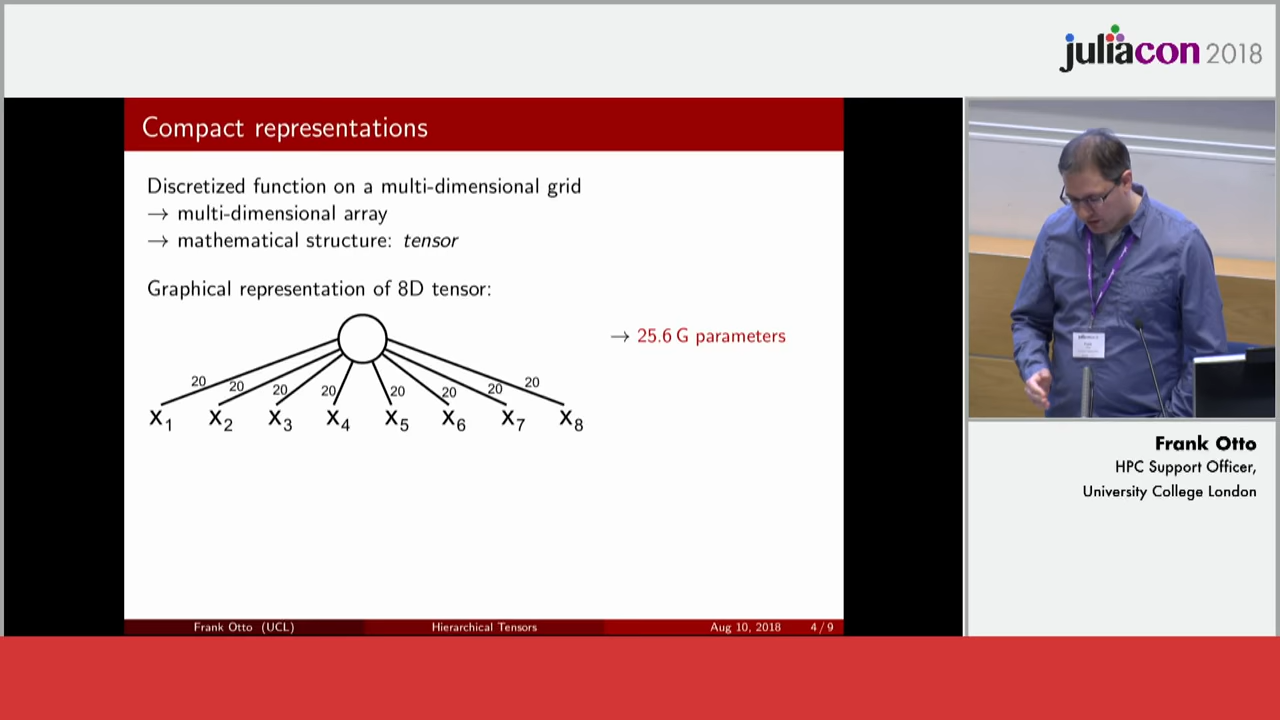 juliacon 2018
Compact representations
Discretized function on a multi-dimensional grid
→ multi-dimensional array
→ mathematical structure: tensor
Graphical representation of 8D tensor:
→ 25.6 G parameters
20 20 20 20 20 20 20 20
X1 X2 X3 X4 X5 X6 X7 X8
Frank Otto (UCL) Hierarchical Tensors Aug 10, 2018 4 / 9
Frank Otto
HPC Support Officer,
University College London